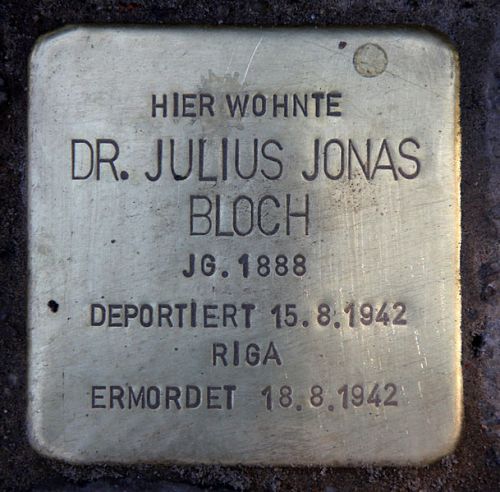 HIER WOHNTE
DR. JULIUS JONAS
BLOCH
JG. 1888
DEPORTIERT 15.8.1942
RIGA
ERMORDET 18.8.1942